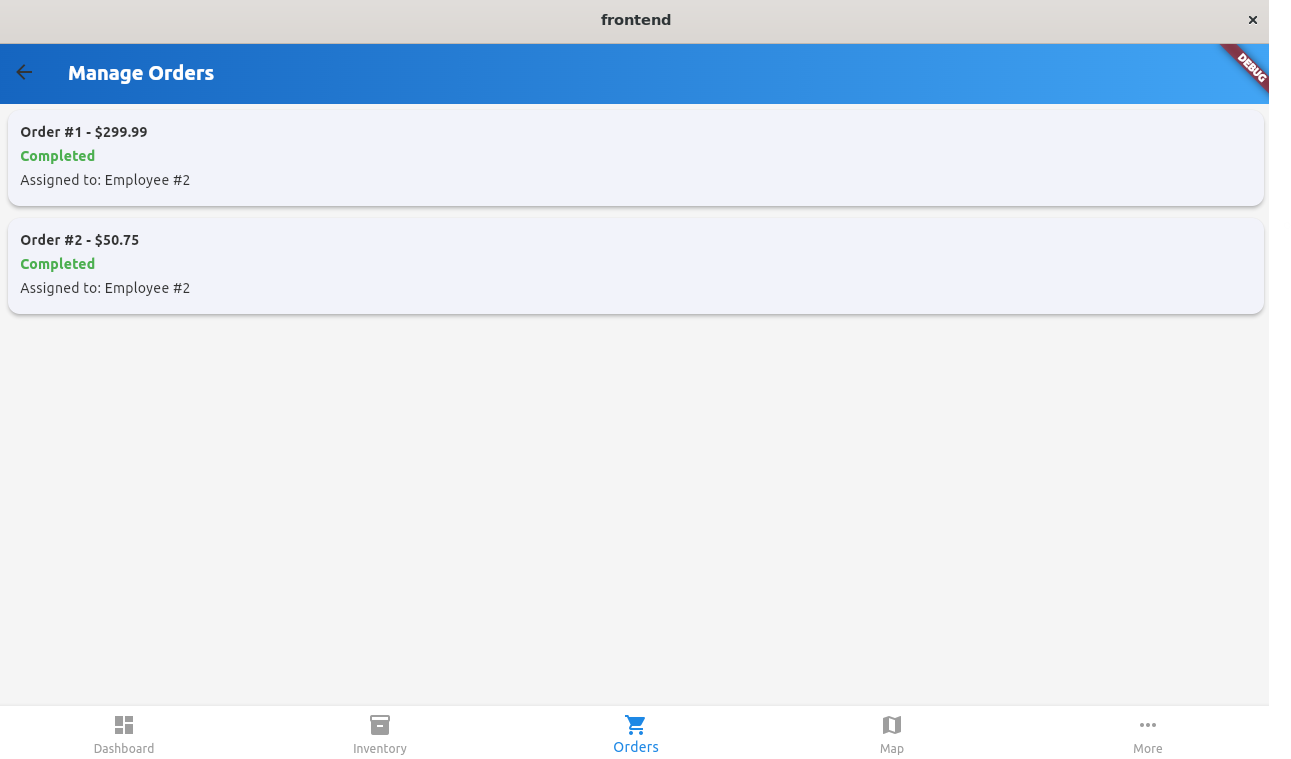 frontend
Manage Orders
DEBUG
Order #1 - $299.99
Completed
Assigned to: Employee #2
Order #2 - $50.75
Completed
Assigned to: Employee #2
Dashboard
Inventory
Orders
Map
More